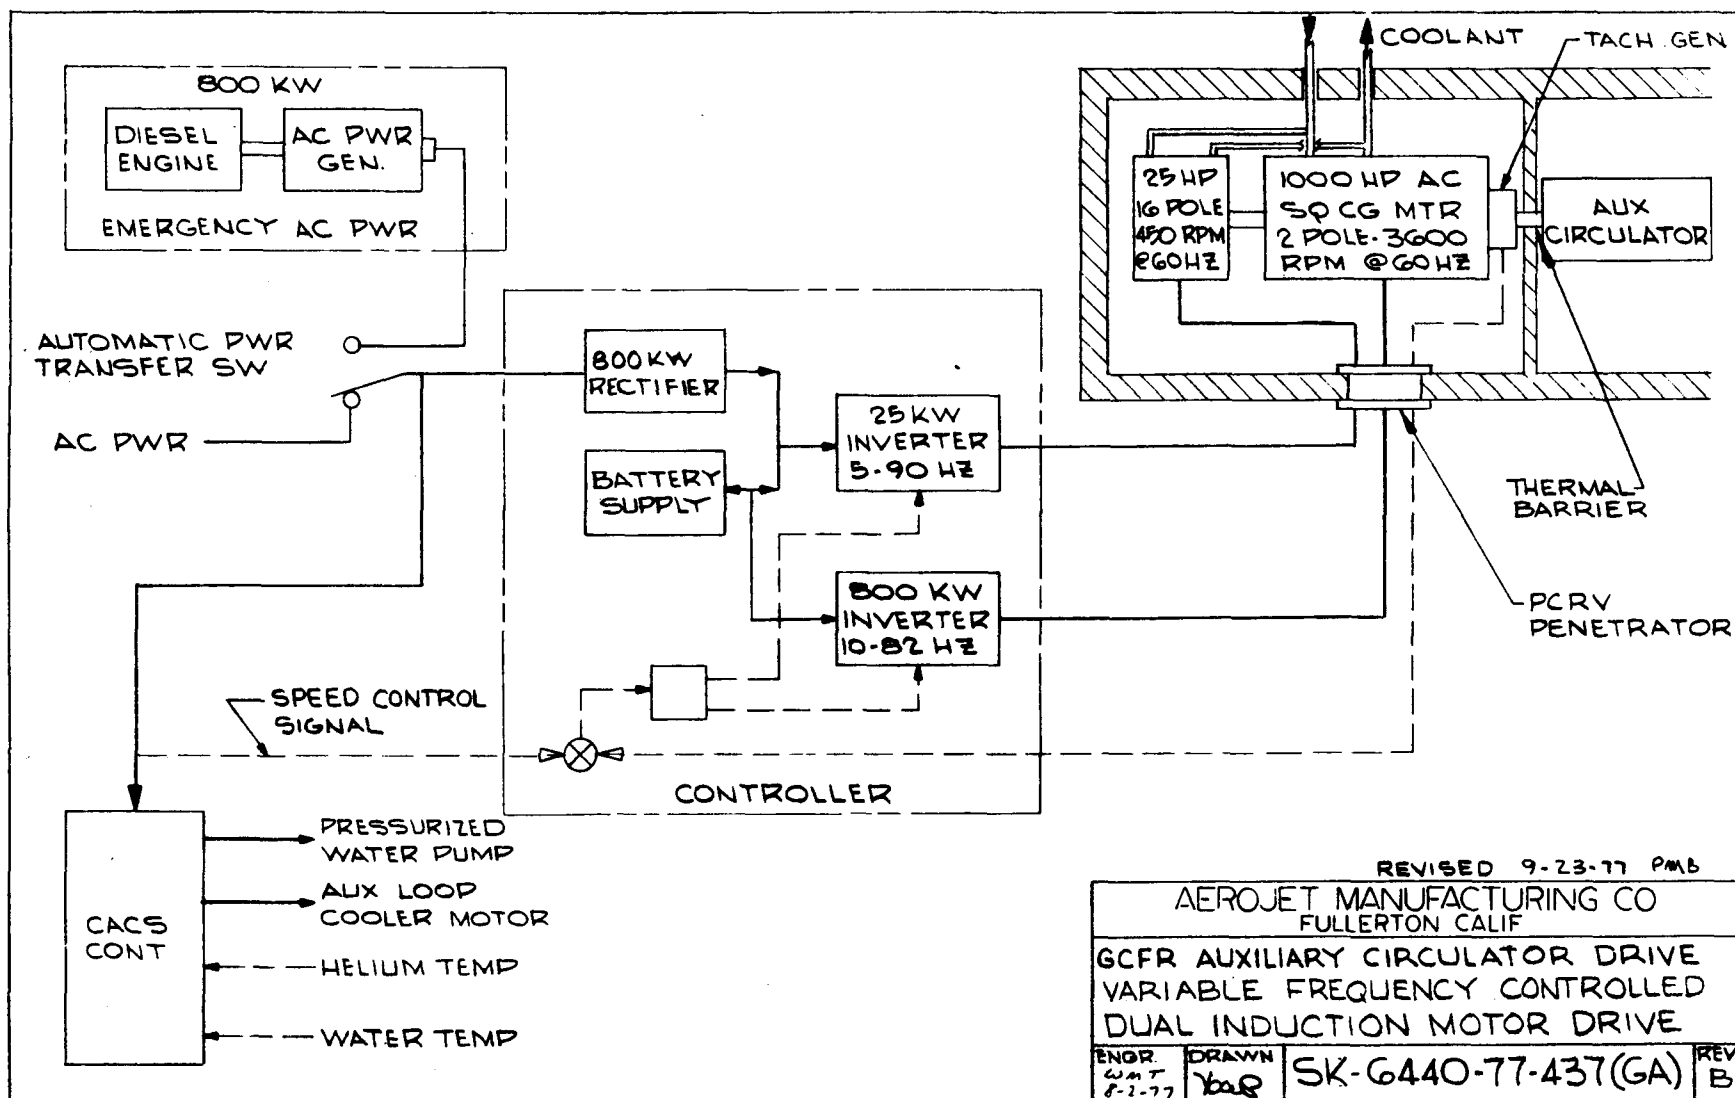 800 KW
DIESEL
ENGINE
AC PWR
GEN.
EMERGENCY AC PWR
COOLANT
TACH GEN
25 HP
16 POLE
450 RPM
@60 HZ
1000 HP AC
SQ CG MTR
2 POLE-3600
RPM @60HZ
AUX
CIRCULATOR
AUTOMATIC PWR
TRANSFER SW
AC PWR
800 KW
RECTIFIER
BATTERY
SUPPLY
25 KW
INVERTER
5-90 HZ
800 KW
INVERTER
10-82 HZ
THERMAL
BARRIER
PCRV
PENETRATOR
SPEED CONTROL
SIGNAL
CONTROLLER
CACS
CONT
PRESSURIZED
WATER PUMP
AUX LOOP
COOLER MOTOR
HELIUM TEMP
WATER TEMP
REVISED 9-23-77 PMB
AEROJET MANUFACTURING CO
FULLERTON CALIF
GCFR AUXILIARY CIRCULATOR DRIVE
VARIABLE FREQUENCY CONTROLLED
DUAL INDUCTION MOTOR DRIVE
ENGR.
WMT
8-2-77
DRAWN
SK-6440-77-437(GA)
REV
B